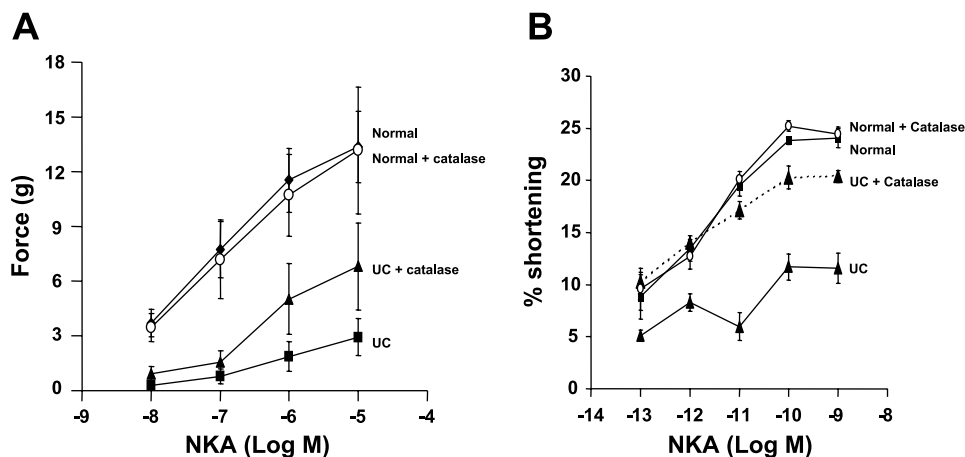 A
18
15
12
9
6
3
0
Force (g)
Normal
Normal + catalase
UC + catalase
UC
-9
-8
-7
-6
-5
-4
NKA (Log M)
B
30
25
20
15
10
5
0
% shortening
Normal + Catalase
Normal
UC + Catalase
UC
-14
-13
-12
-11
-10
-9
-8
NKA (Log M)